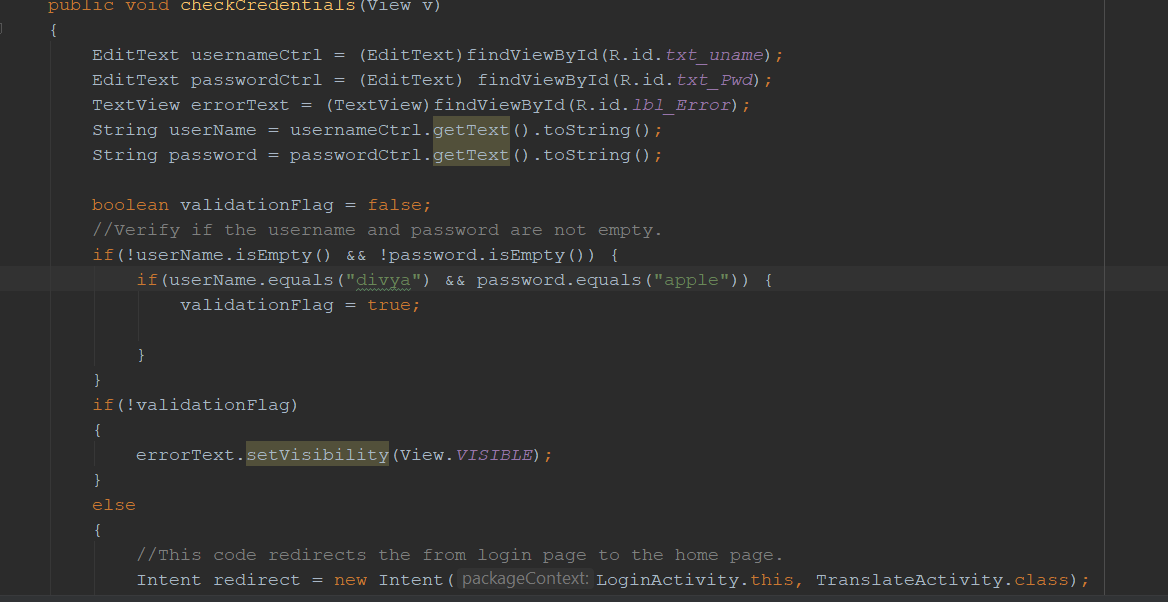 public void checkCredentials(View v)
{
EditText usernameCtrl = (EditText)findViewById(R.id.txt_uname);
EditText passwordCtrl = (EditText) findViewById(R.id.txt_Pwd);
TextView errorText = (TextView)findViewById(R.id.lbl_Error);
String userName = usernameCtrl.getText().toString();
String password = passwordCtrl.getText().toString();
boolean validationFlag = false;
//Verify if the username and password are not empty.
if(!userName.isEmpty() && !password.isEmpty()) {
if(userName.equals("divya") && password.equals("apple")) {
validationFlag = true;
}
}
if(!validationFlag)
{
errorText.setVisibility(View.VISIBLE);
}
else
{
//This code redirects the from login page to the home page.
Intent redirect = new Intent( packageContext: LoginActivity.this, TranslateActivity.class);